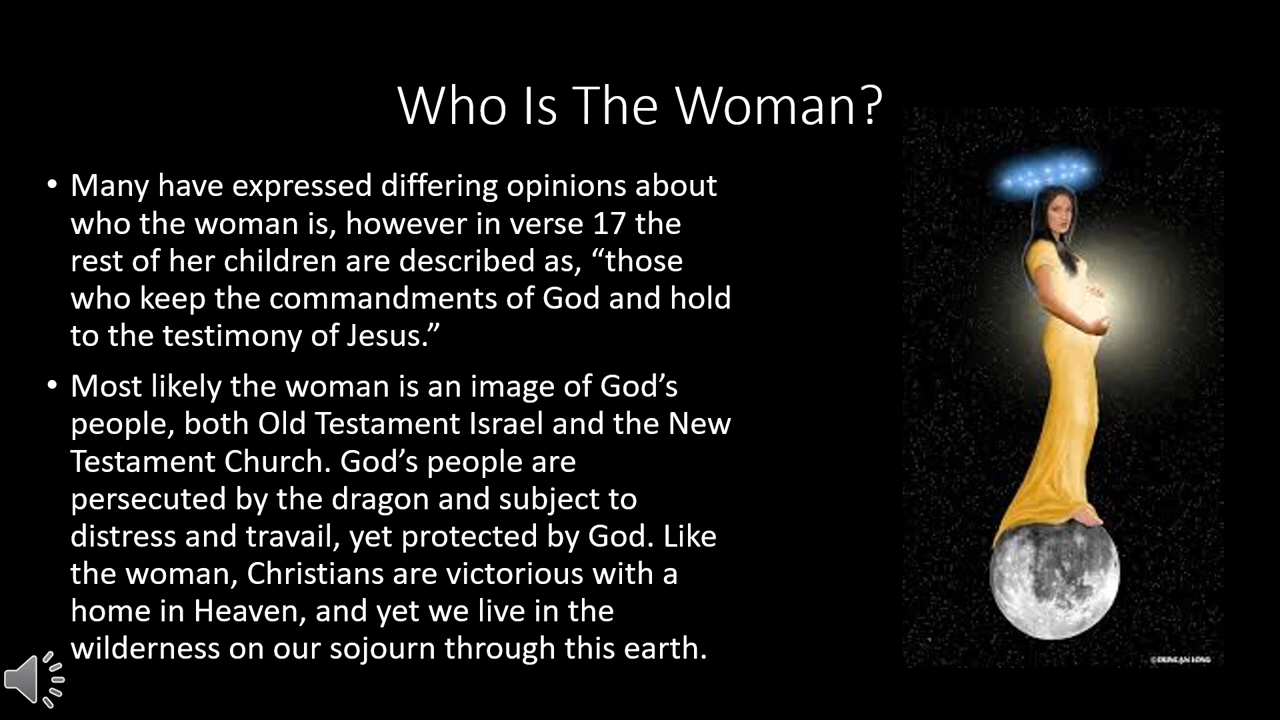 Who Is The Woman?
• Many have expressed differing opinions about
who the woman is, however in verse 17 the
rest of her children are described as, “those
who keep the commandments of God and hold
to the testimony of Jesus.”
• Most likely the woman is an image of God’s
people, both Old Testament Israel and the New
Testament Church. God’s people are
persecuted by the dragon and subject to
distress and travail, yet protected by God. Like
the woman, Christians are victorious with a
home in Heaven, and yet we live in the
wilderness on our sojourn through this earth.
©DUNCAN LONG